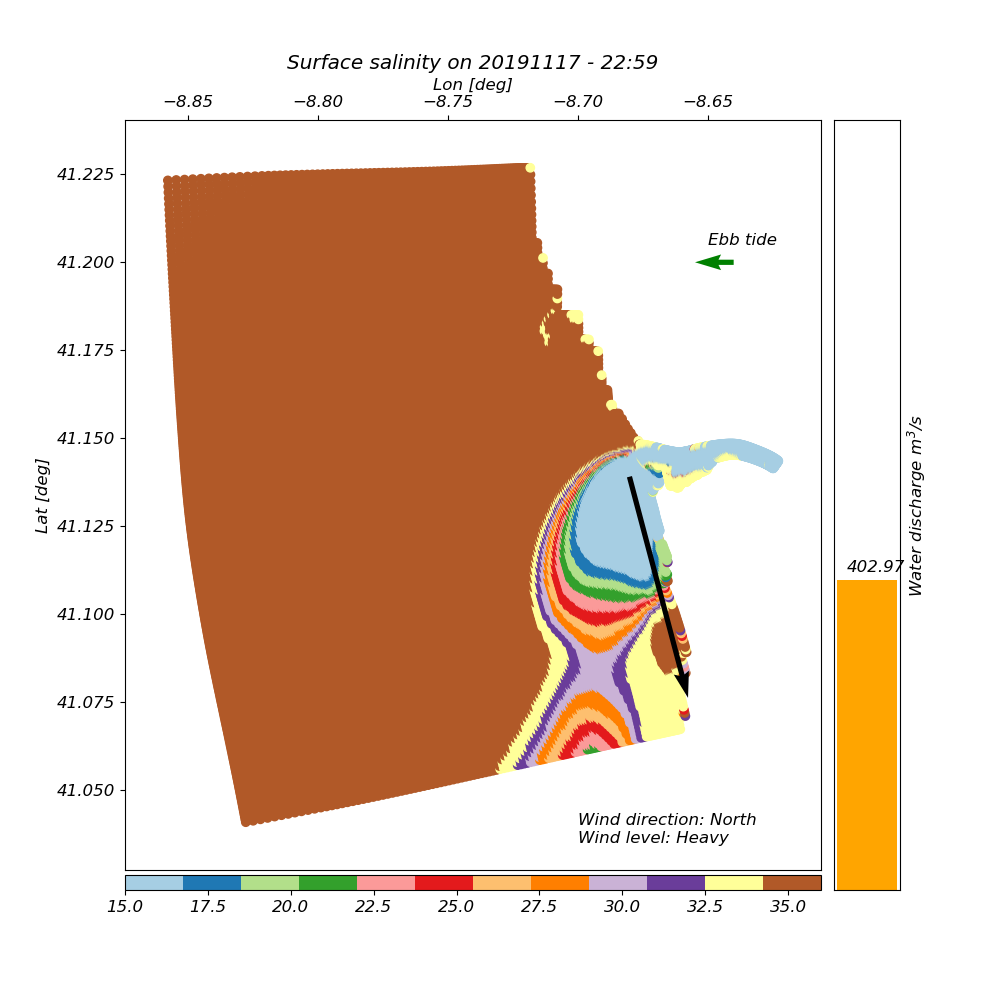 Surface salinity on 20191117 - 22:59
Lon [deg]
−8.85 −8.80 −8.75 −8.70 −8.65
41.225
41.200
41.175
41.150
41.125
41.100
41.075
41.050
Lat [deg]
Ebb tide
Wind direction: North
Wind level: Heavy
402.97
Water discharge m³/s
15.0 17.5 20.0 22.5 25.0 27.5 30.0 32.5 35.0